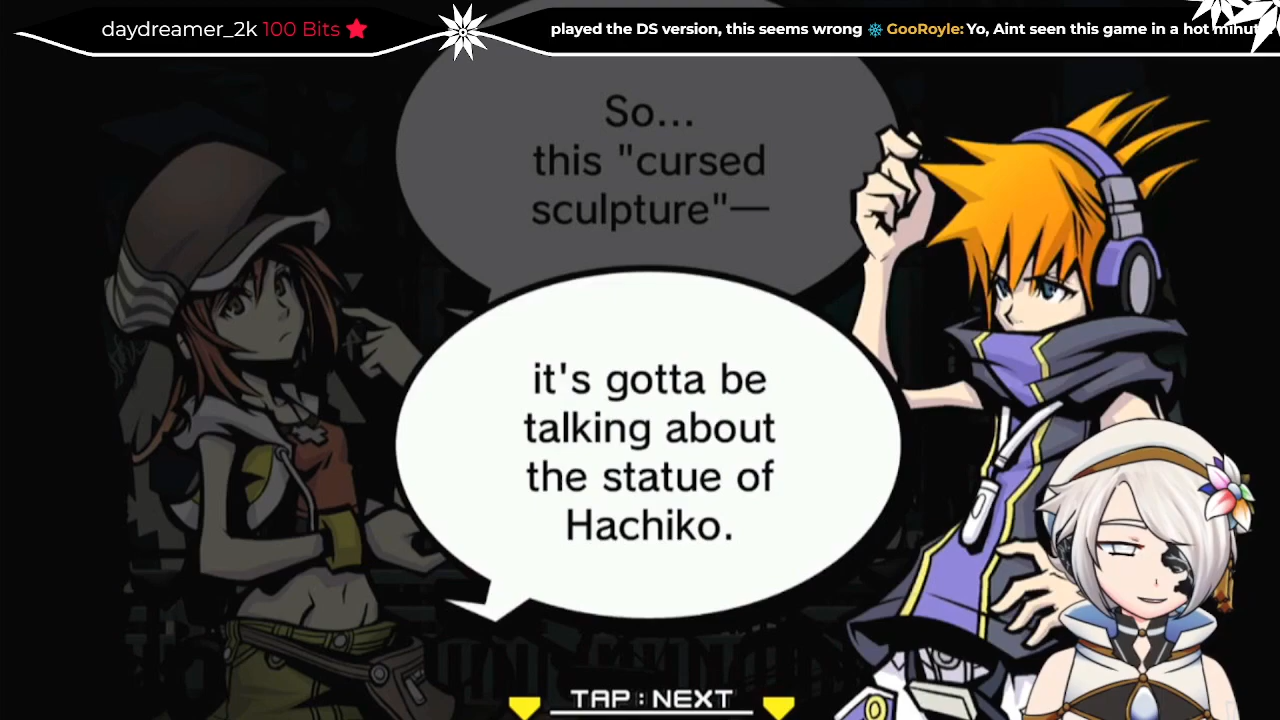 daydreamer_2k 100 Bits
played the DS version, this seems wrong GooRoyle: Yo, Aint seen this game in a hot minut
So...
this "cursed
sculpture"—
it's gotta be
talking about
the statue of
Hachiko.
TAP : NEXT